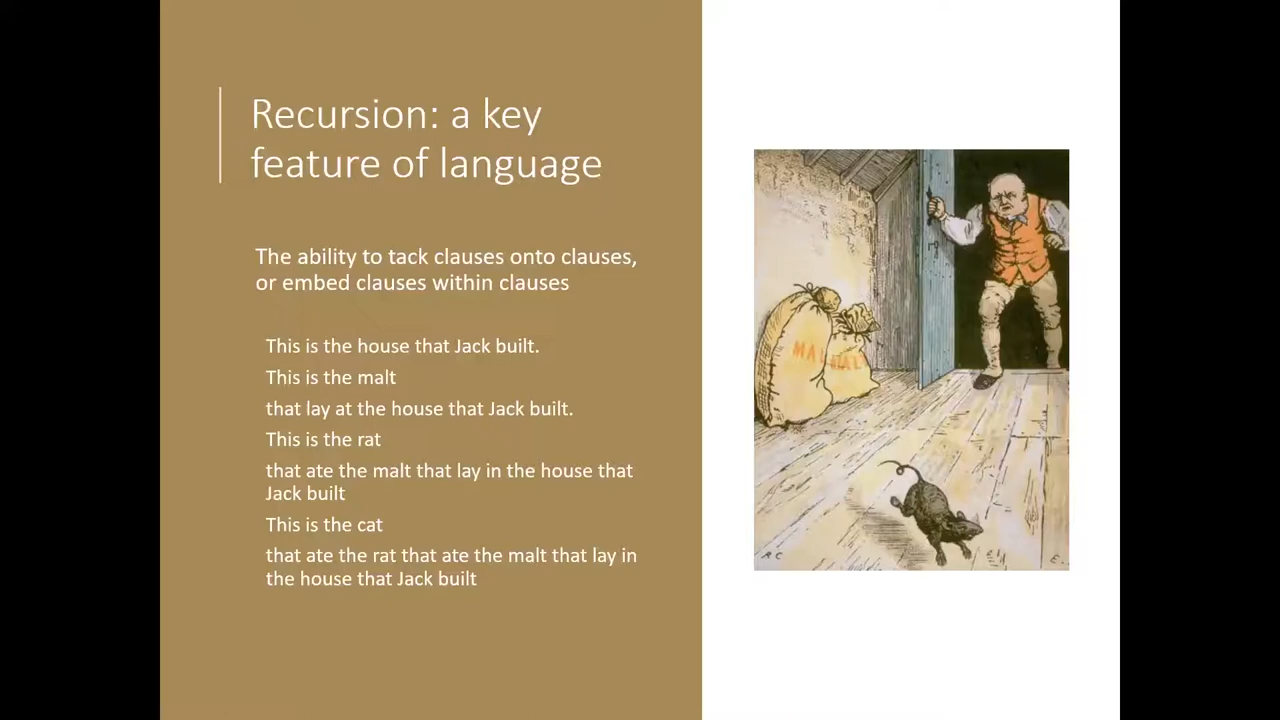 Recursion: a key
feature of language
The ability to tack clauses onto clauses,
or embed clauses within clauses
This is the house that Jack built.
This is the malt
that lay at the house that Jack built.
This is the rat
that ate the malt that lay in the house that
Jack built
This is the cat
that ate the rat that ate the malt that lay in
the house that Jack built
R C